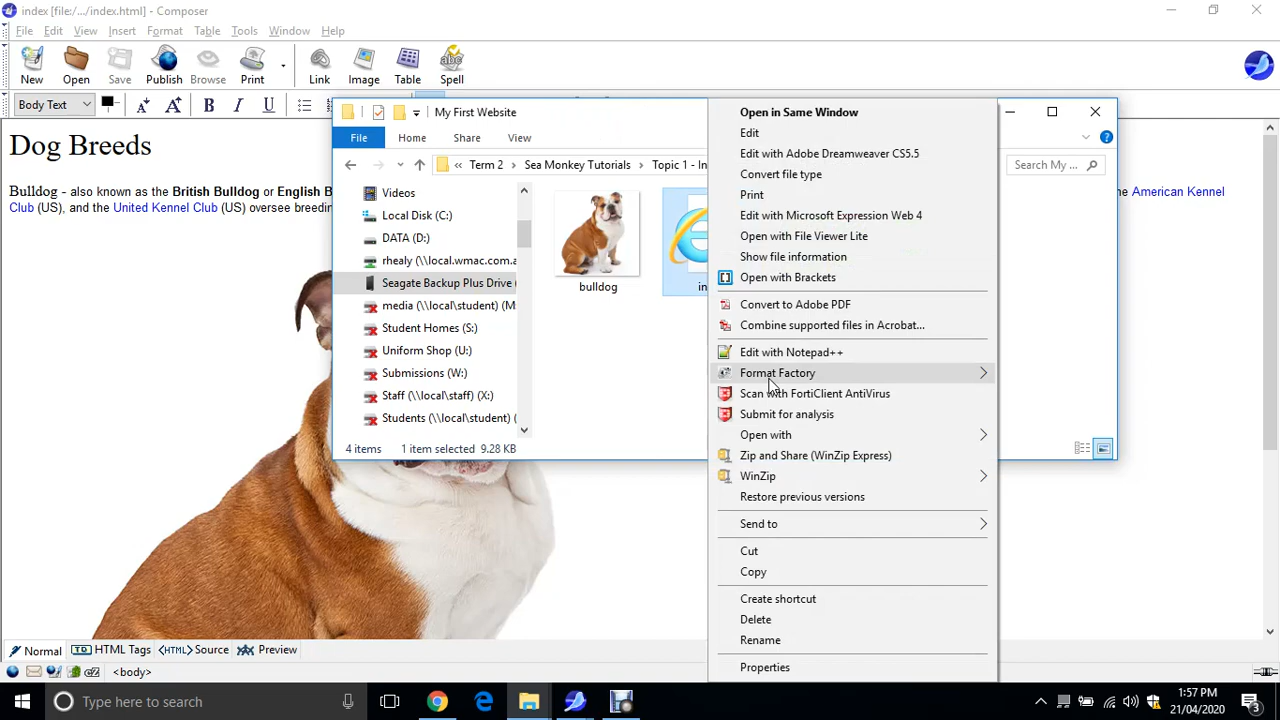 index [file:/.../index.html] - Composer
File Edit View Insert Format Table Tools Window Help
New Open Save Publish Browse Print Link Image Table Spell
Body Text
Dog Breeds
Bulldog - also known as the British Bulldog or English B
American Kennel
Club (US), and the United Kennel Club (US) oversee breedin
My First Website
File Home Share View
« Term 2 › Sea Monkey Tutorials › Topic 1 - In
Search My ...
Videos
Local Disk (C:)
DATA (D:)
rhealy (\\local.wmac.com.a
Seagate Backup Plus Drive (
media (\\local\student) (M
Student Homes (S:)
Uniform Shop (U:)
Submissions (W:)
Staff (\\local\staff) (X:)
Students (\\local\student) (
bulldog
in
4 items 1 item selected 9.28 KB
Open in Same Window
Edit
Edit with Adobe Dreamweaver CS5.5
Convert file type
Print
Edit with Microsoft Expression Web 4
Open with File Viewer Lite
Show file information
Open with Brackets
Convert to Adobe PDF
Combine supported files in Acrobat...
Edit with Notepad++
Format Factory
Scan with FortiClient AntiVirus
Submit for analysis
Open with
Zip and Share (WinZip Express)
WinZip
Restore previous versions
Send to
Cut
Copy
Create shortcut
Delete
Rename
Properties
Normal HTML Tags <HTML> Source Preview
<body>
Type here to search
1:57 PM
21/04/2020
3